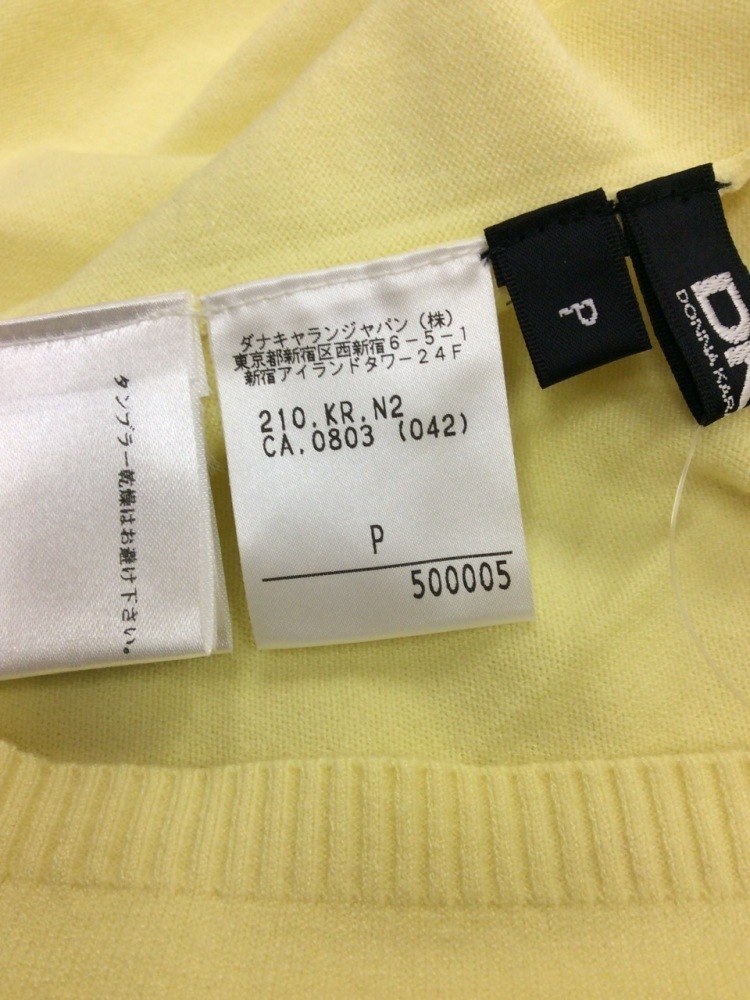 ダナキャランジャパン（株）
東京都新宿区西新宿６－５－１
新宿アイランドタワー２４Ｆ
210.KR.N2
CA.0803 (042)
P
500005
タンブラー乾燥はお避け下さい。
P
DK
DONNA KAR